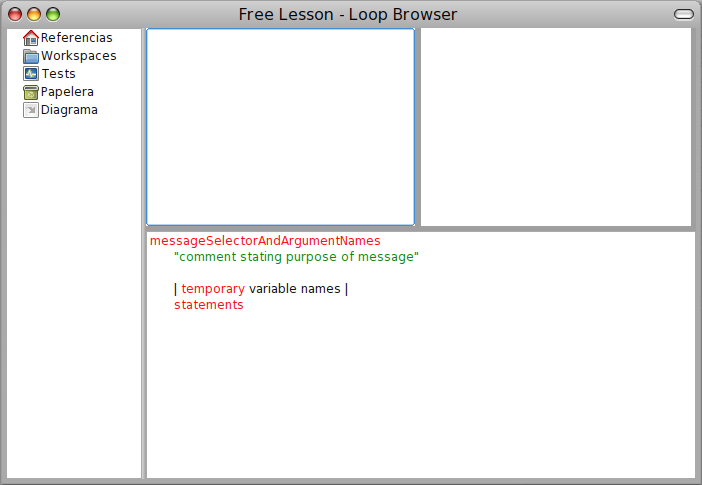 Free Lesson - Loop Browser
Referencias
Workspaces
Tests
Papelera
Diagrama
messageSelectorAndArgumentNames
"comment stating purpose of message"
| temporary variable names |
statements